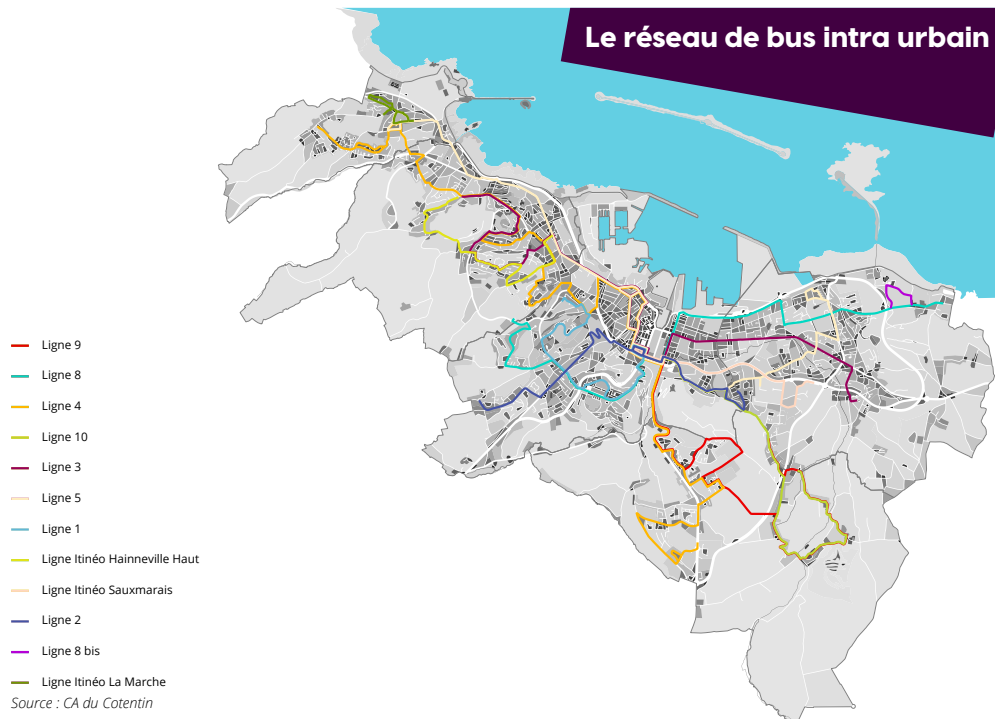 Le réseau de bus intra urbain
Ligne 9
Ligne 8
Ligne 4
Ligne 10
Ligne 3
Ligne 5
Ligne 1
Ligne Itinéo Hainneville Haut
Ligne Itinéo Sauxmarais
Ligne 2
Ligne 8 bis
Ligne Itinéo La Marche
Source : CA du Cotentin